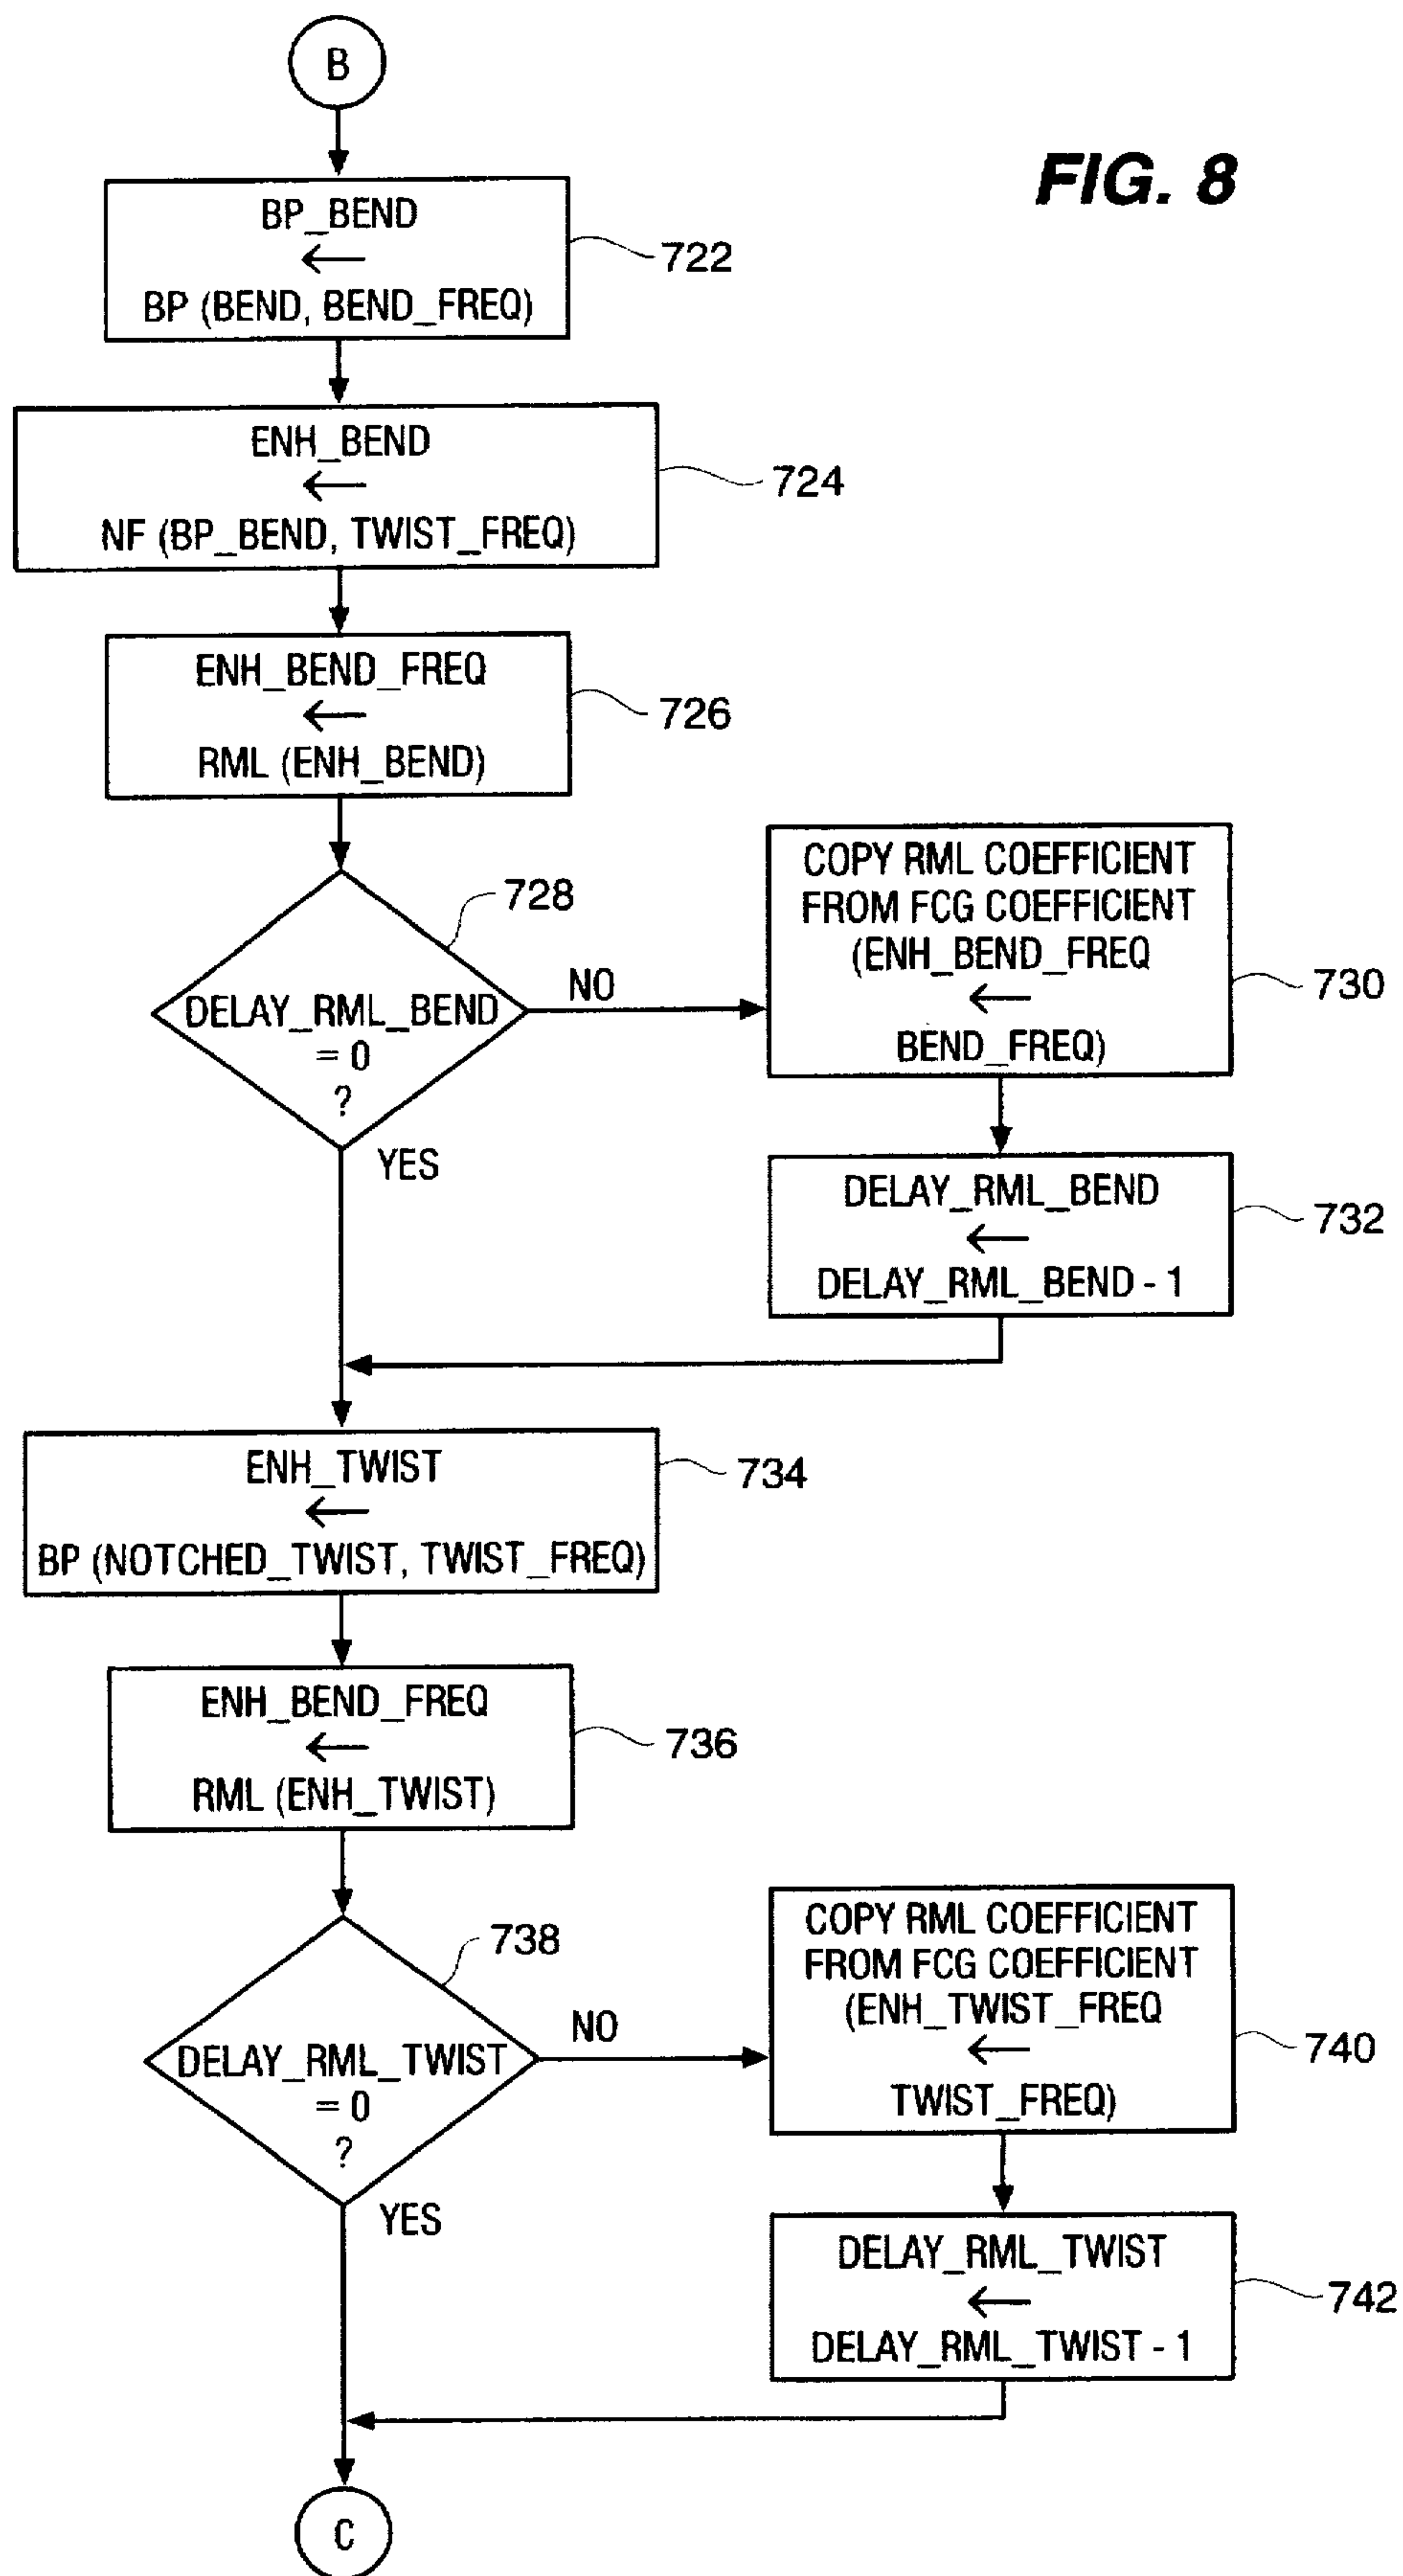 B
FIG. 8
BP_BEND
←
BP (BEND, BEND_FREQ)
722
ENH_BEND
←
NF (BP_BEND, TWIST_FREQ)
724
ENH_BEND_FREQ
←
RML (ENH_BEND)
726
728
DELAY_RML_BEND
= 0
?
NO
YES
COPY RML COEFFICIENT
FROM FCG COEFFICIENT
(ENH_BEND_FREQ
←
BEND_FREQ)
730
DELAY_RML_BEND
←
DELAY_RML_BEND - 1
732
ENH_TWIST
←
BP (NOTCHED_TWIST, TWIST_FREQ)
734
ENH_BEND_FREQ
←
RML (ENH_TWIST)
736
738
DELAY_RML_TWIST
= 0
?
NO
YES
COPY RML COEFFICIENT
FROM FCG COEFFICIENT
(ENH_TWIST_FREQ
←
TWIST_FREQ)
740
DELAY_RML_TWIST
←
DELAY_RML_TWIST - 1
742
C